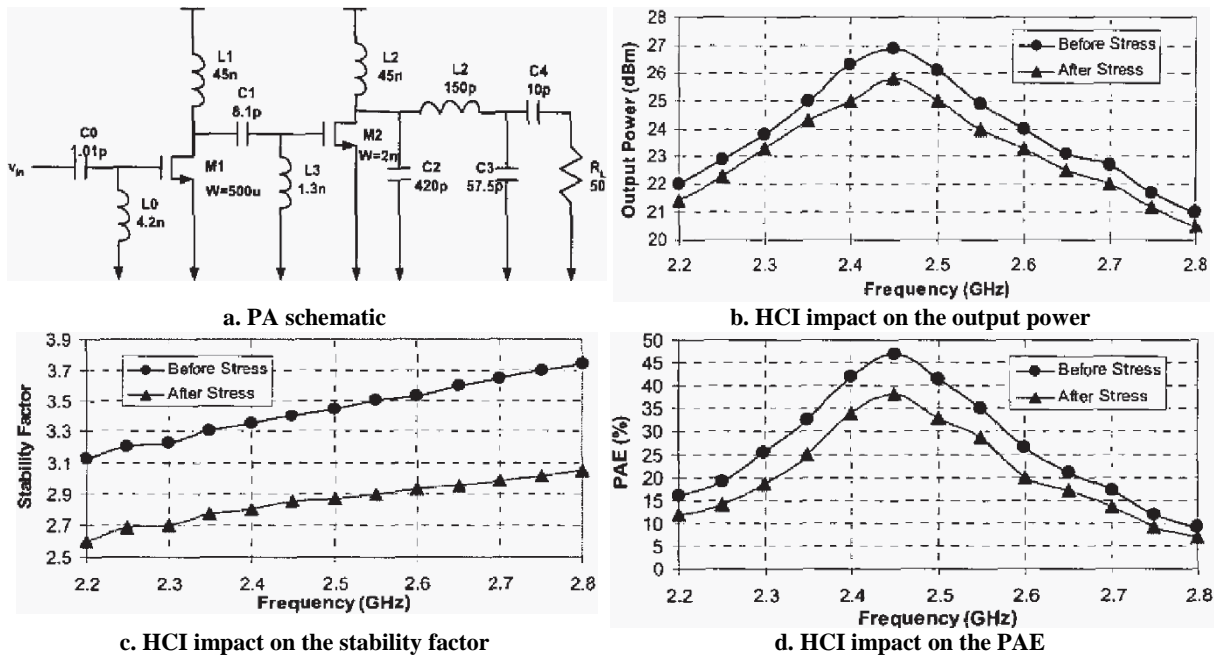 L1
45n
C1
8.1p
C0
1.01p
Vin
L0
4.2n
M1
W=500u
L3
1.3n
L2
45n
M2
W=2m
L2
150p
C4
10p
C2
420p
C3
57.5p
RL
50
a. PA schematic
Output Power (dBm)
28
27
26
25
24
23
22
21
20
Before Stress
After Stress
2.2 2.3 2.4 2.5 2.6 2.7 2.8
Frequency (GHz)
b. HCI impact on the output power
Stability Factor
3.9
3.7
3.5
3.3
3.1
2.9
2.7
2.5
Before Stress
After Stress
2.2 2.3 2.4 2.5 2.6 2.7 2.8
Frequency (GHz)
c. HCI impact on the stability factor
PAE (%)
50
45
40
35
30
25
20
15
10
5
0
Before Stress
After Stress
2.2 2.3 2.4 2.5 2.6 2.7 2.8
Frequency (GHz)
d. HCI impact on the PAE